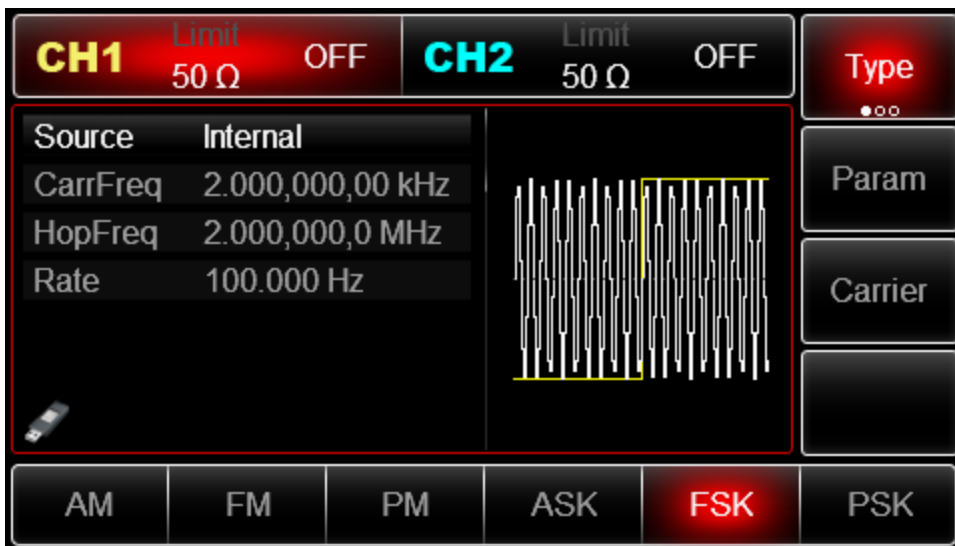 CH1 Limit 50 Ω OFF CH2 Limit 50 Ω OFF
Type
Source Internal
CarrFreq 2.000,000,00 kHz
HopFreq 2.000,000,0 MHz
Rate 100.000 Hz
Param
Carrier
AM FM PM ASK FSK PSK